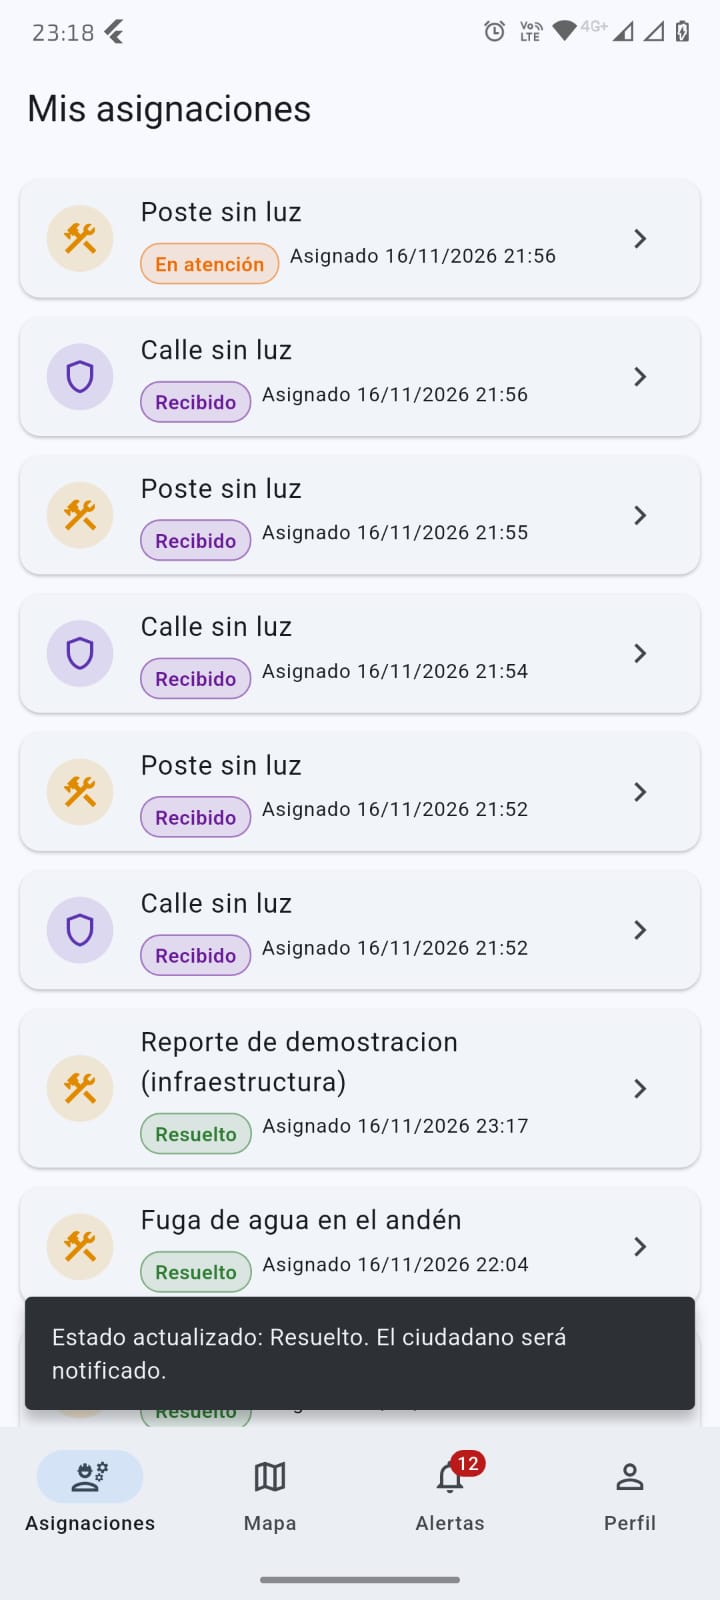 23:18
Vo LTE 4G+
Mis asignaciones
Poste sin luz
En atención Asignado 16/11/2026 21:56
Calle sin luz
Recibido Asignado 16/11/2026 21:56
Poste sin luz
Recibido Asignado 16/11/2026 21:55
Calle sin luz
Recibido Asignado 16/11/2026 21:54
Poste sin luz
Recibido Asignado 16/11/2026 21:52
Calle sin luz
Recibido Asignado 16/11/2026 21:52
Reporte de demostracion
(infraestructura)
Resuelto Asignado 16/11/2026 23:17
Fuga de agua en el andén
Resuelto Asignado 16/11/2026 22:04
Estado actualizado: Resuelto. El ciudadano será
notificado.
Resuelto
12
Asignaciones Mapa Alertas Perfil